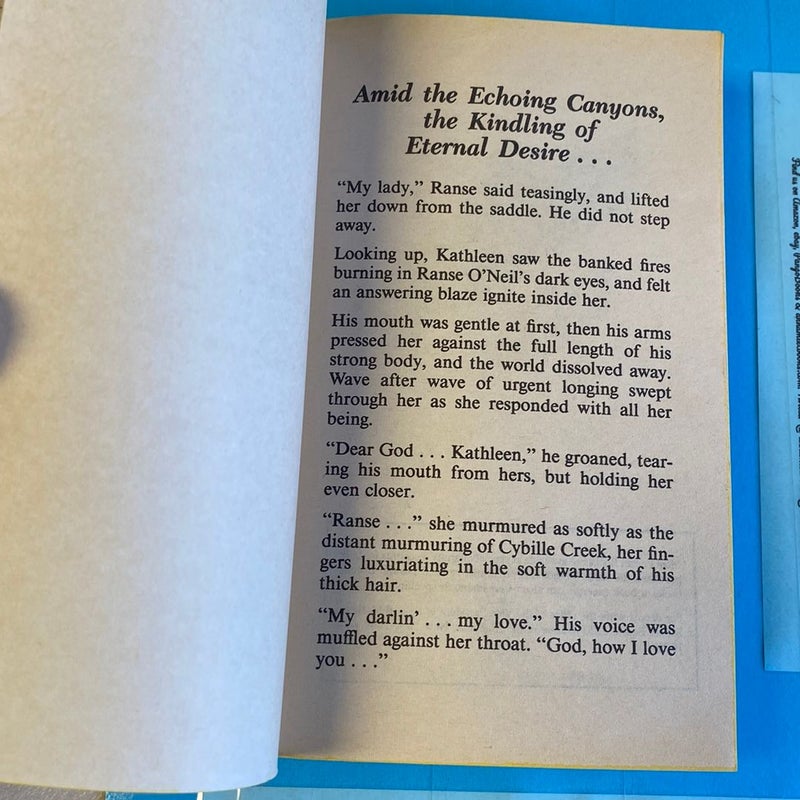 Amid the Echoing Canyons,
the Kindling of
Eternal Desire . . .
“My lady,” Ranse said teasingly, and lifted
her down from the saddle. He did not step
away.
Looking up, Kathleen saw the banked fires
burning in Ranse O’Neil’s dark eyes, and felt
an answering blaze ignite inside her.
His mouth was gentle at first, then his arms
pressed her against the full length of his
strong body, and the world dissolved away.
Wave after wave of urgent longing swept
through her as she responded with all her
being.
“Dear God . . . Kathleen,” he groaned, tear-
ing his mouth from hers, but holding her
even closer.
“Ranse . . .” she murmured as softly as the
distant murmuring of Cybille Creek, her fin-
gers luxuriating in the soft warmth of his
thick hair.
“My darlin’ . . . my love.” His voice was
muffled against her throat. “God, how I love
you . . .”
Find us on Amazon, ebay,